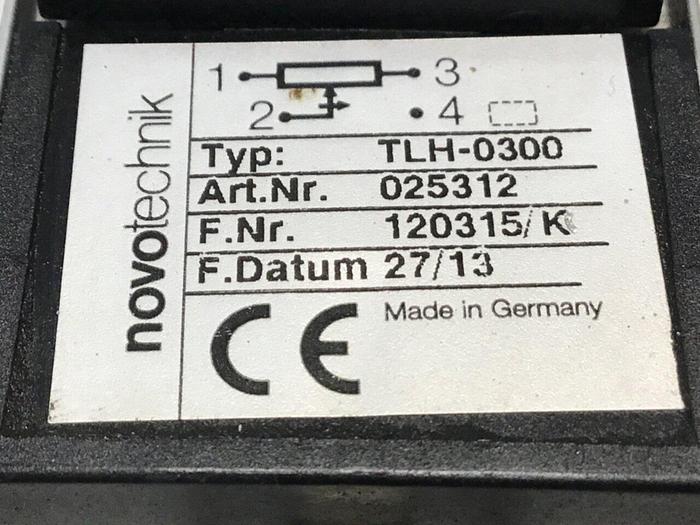 novotechnik
1 3
2 4
Typ: TLH-0300
Art.Nr. 025312
F.Nr. 120315/K
F.Datum 27/13
CE Made in Germany